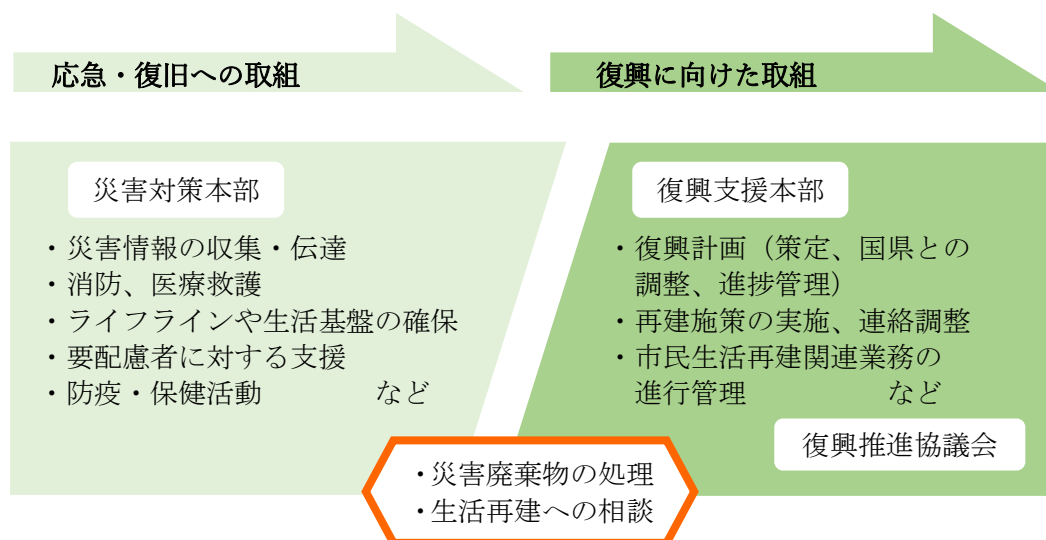 応急・復旧への取組
復興に向けた取組
災害対策本部
・災害情報の収集・伝達
・消防、医療救護
・ライフラインや生活基盤の確保
・要配慮者に対する支援
・防疫・保健活動　　　　など
復興支援本部
・復興計画（策定、国県との
調整、進捗管理）
・再建施策の実施、連絡調整
・市民生活再建関連業務の
進行管理　　　　　など
復興推進協議会
・災害廃棄物の処理
・生活再建への相談